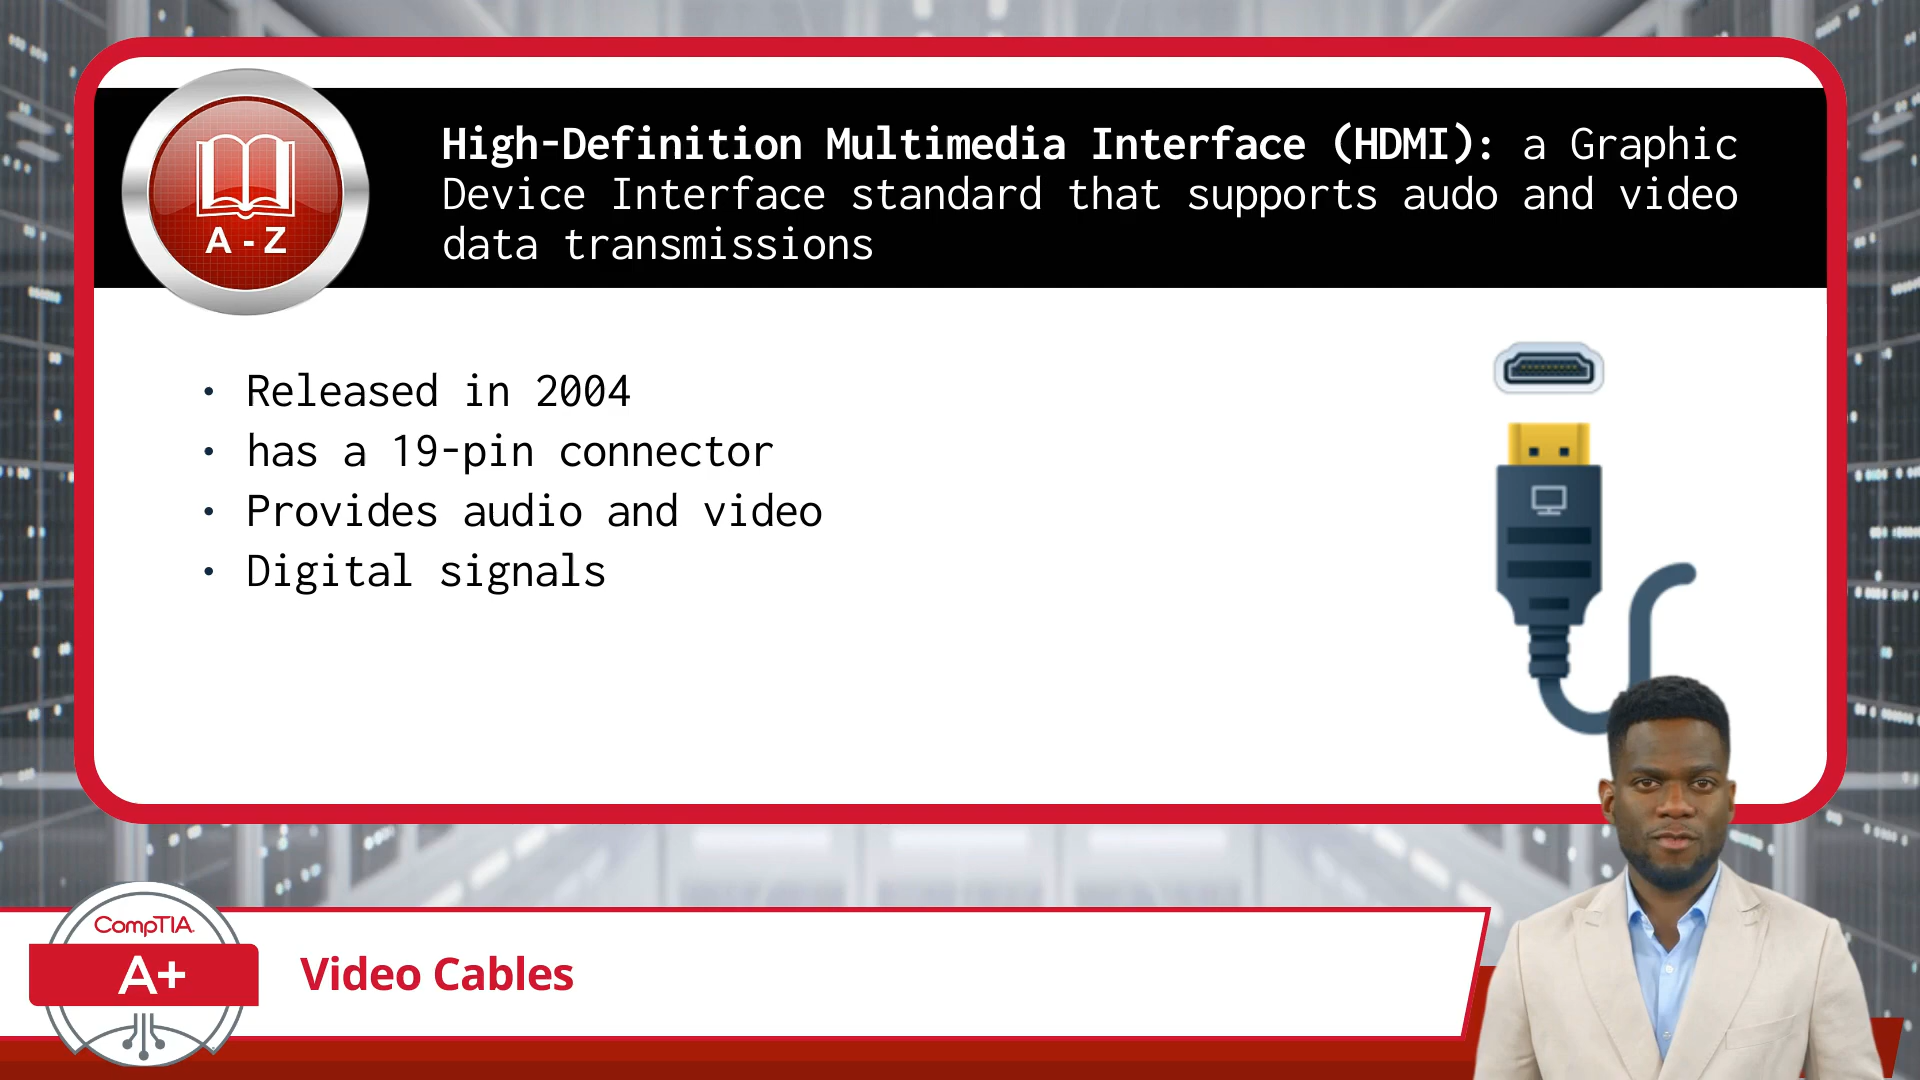 High-Definition Multimedia Interface (HDMI): a Graphic
Device Interface standard that supports audo and video
data transmissions
A - Z
• Released in 2004
• has a 19-pin connector
• Provides audio and video
• Digital signals
CompTIA.
A+
Video Cables